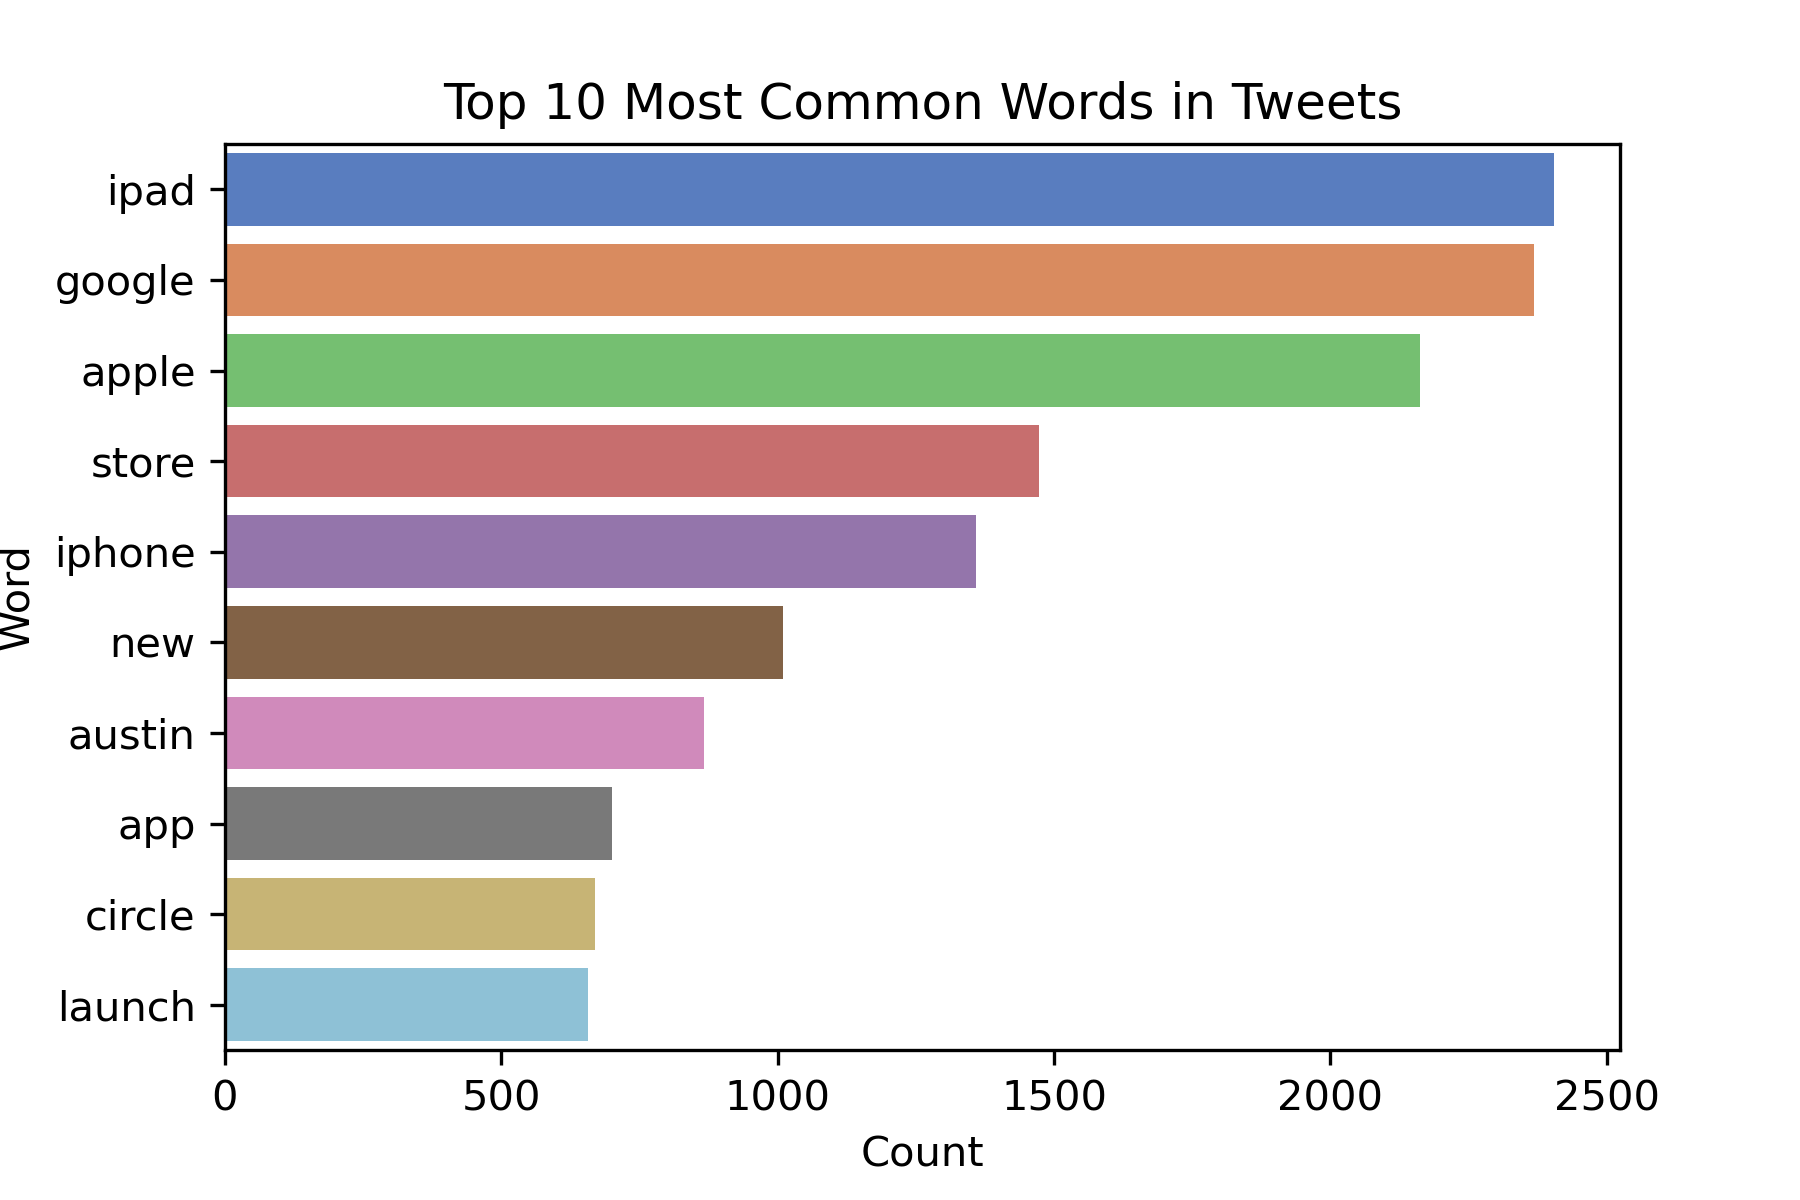 Top 10 Most Common Words in Tweets
ipad
google
apple
store
iphone
new
austin
app
circle
launch
Word
0 500 1000 1500 2000 2500
Count